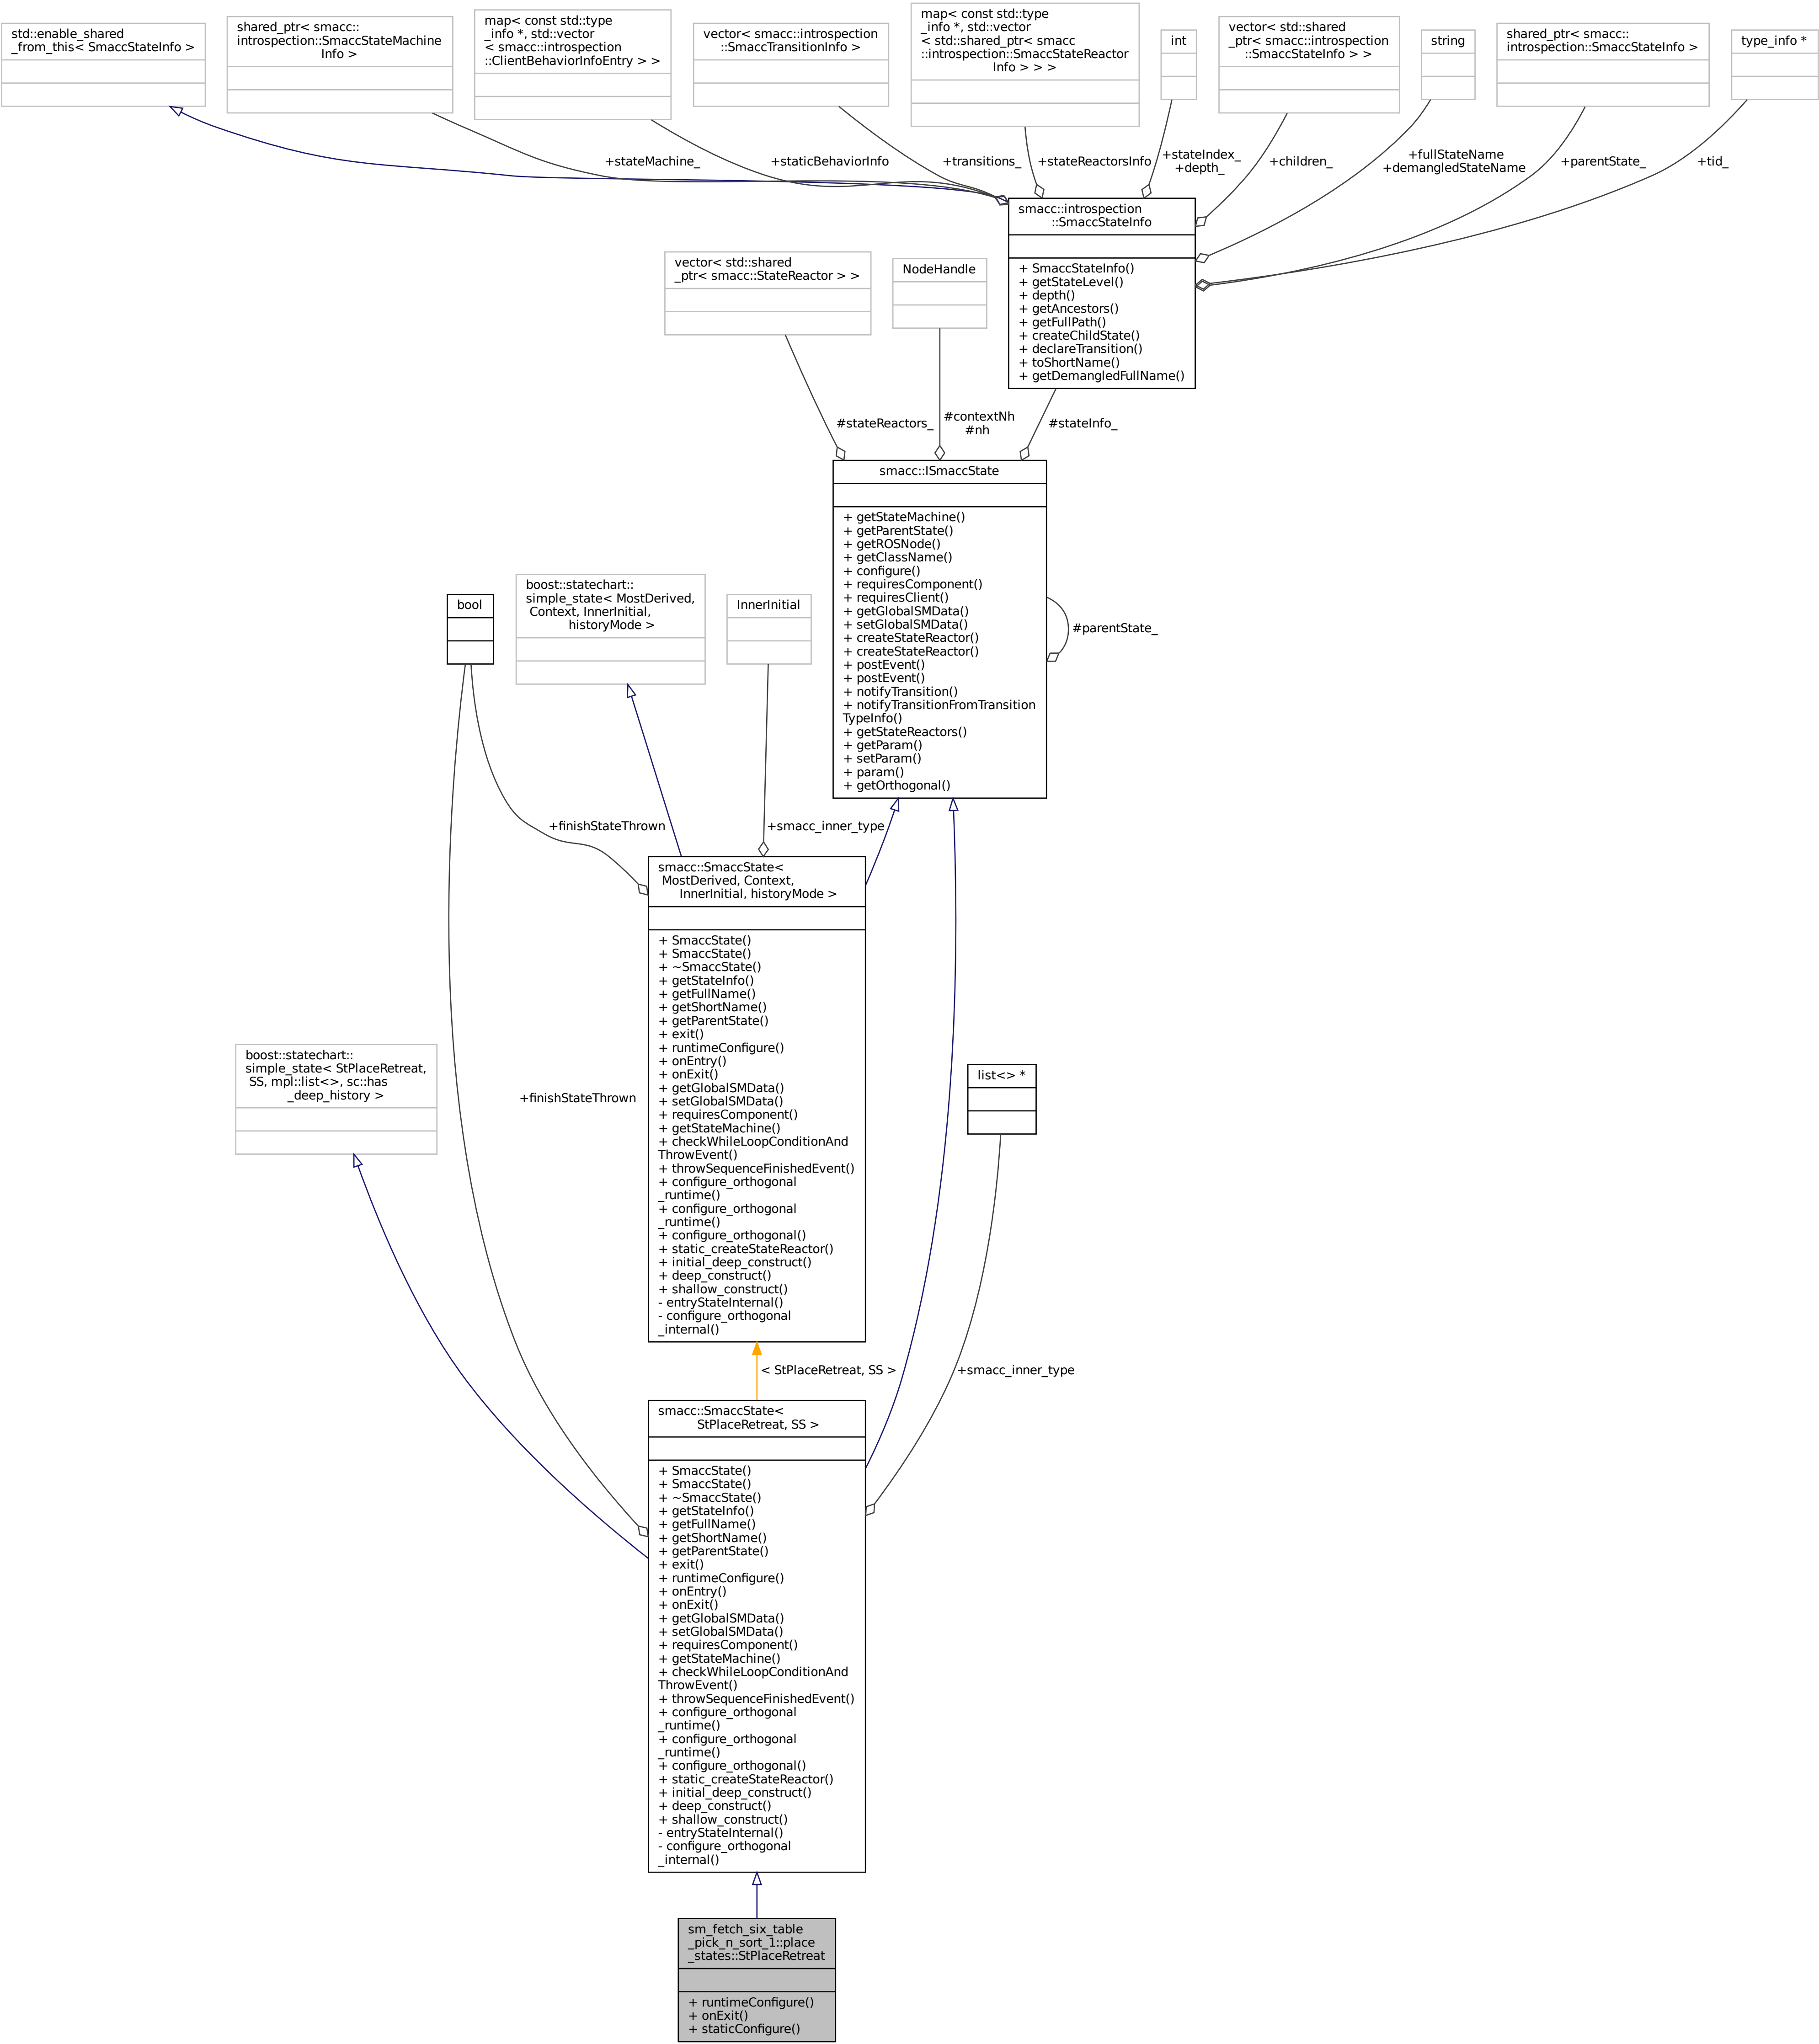 std::enable_shared
_from_this< SmaccStateInfo >
shared_ptr< smacc::
introspection::SmaccStateMachine
Info >
map< const std::type
_info *, std::vector
< smacc::introspection
::ClientBehaviorInfoEntry > >
vector< smacc::introspection
::SmaccTransitionInfo >
map< const std::type
_info *, std::vector
< std::shared_ptr< smacc
::introspection::SmaccStateReactor
Info > > >
int
vector< std::shared
_ptr< smacc::introspection
::SmaccStateInfo > >
string
shared_ptr< smacc::
introspection::SmaccStateInfo >
type_info *
+stateMachine_
+staticBehaviorInfo
+transitions_
+stateReactorsInfo
+stateIndex_
+depth_
+children_
+fullStateName
+demangledStateName
+parentState_
+tid_
smacc::introspection
::SmaccStateInfo
+ SmaccStateInfo()
+ getStateLevel()
+ depth()
+ getAncestors()
+ getFullPath()
+ createChildState()
+ declareTransition()
+ toShortName()
+ getDemangledFullName()
vector< std::shared
_ptr< smacc::StateReactor > >
NodeHandle
#stateReactors_
#contextNh
#nh
#stateInfo_
smacc::ISmaccState
+ getStateMachine()
+ getParentState()
+ getROSNode()
+ getClassName()
+ configure()
+ requiresComponent()
+ requiresClient()
+ getGlobalSMData()
+ setGlobalSMData()
+ createStateReactor()
+ createStateReactor()
+ postEvent()
+ postEvent()
+ notifyTransition()
+ notifyTransitionFromTransition
TypeInfo()
+ getStateReactors()
+ getParam()
+ setParam()
+ param()
+ getOrthogonal()
#parentState_
bool
boost::statechart::
simple_state< MostDerived,
Context, InnerInitial,
historyMode >
InnerInitial
+finishStateThrown
+smacc_inner_type
smacc::SmaccState<
MostDerived, Context,
InnerInitial, historyMode >
+ SmaccState()
+ SmaccState()
+ ~SmaccState()
+ getStateInfo()
+ getFullName()
+ getShortName()
+ getParentState()
+ exit()
+ runtimeConfigure()
+ onEntry()
+ onExit()
+ getGlobalSMData()
+ setGlobalSMData()
+ requiresComponent()
+ getStateMachine()
+ checkWhileLoopConditionAnd
ThrowEvent()
+ throwSequenceFinishedEvent()
+ configure_orthogonal
_runtime()
+ configure_orthogonal
_runtime()
+ configure_orthogonal()
+ static_createStateReactor()
+ initial_deep_construct()
+ deep_construct()
+ shallow_construct()
- entryStateInternal()
- configure_orthogonal
_internal()
boost::statechart::
simple_state< StPlaceRetreat,
SS, mpl::list<>, sc::has
_deep_history >
+finishStateThrown
list<> *
< StPlaceRetreat, SS >
+smacc_inner_type
smacc::SmaccState<
StPlaceRetreat, SS >
+ SmaccState()
+ SmaccState()
+ ~SmaccState()
+ getStateInfo()
+ getFullName()
+ getShortName()
+ getParentState()
+ exit()
+ runtimeConfigure()
+ onEntry()
+ onExit()
+ getGlobalSMData()
+ setGlobalSMData()
+ requiresComponent()
+ getStateMachine()
+ checkWhileLoopConditionAnd
ThrowEvent()
+ throwSequenceFinishedEvent()
+ configure_orthogonal
_runtime()
+ configure_orthogonal
_runtime()
+ configure_orthogonal()
+ static_createStateReactor()
+ initial_deep_construct()
+ deep_construct()
+ shallow_construct()
- entryStateInternal()
- configure_orthogonal
_internal()
sm_fetch_six_table
_pick_n_sort_1::place
_states::StPlaceRetreat
+ runtimeConfigure()
+ onExit()
+ staticConfigure()